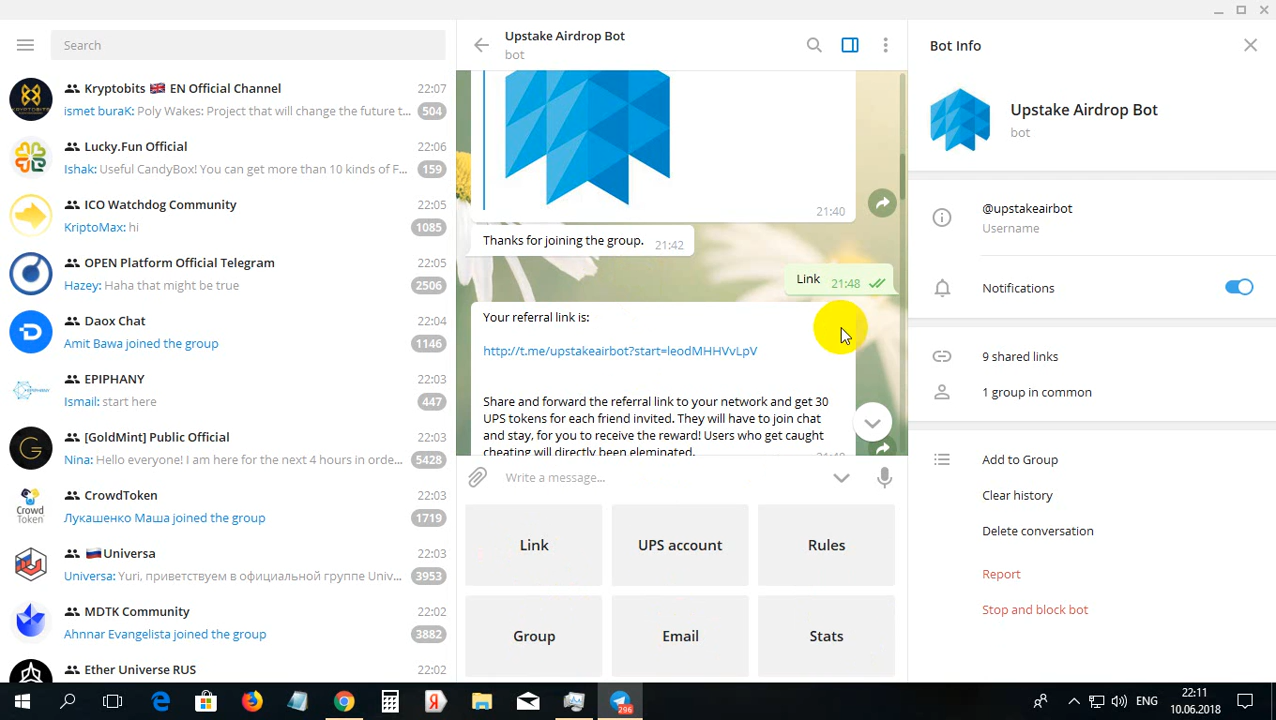 Search
Kryptobits 🇬🇧 EN Official Channel 22:07
ismet buraK: Poly Wakes: Project that will change the future t... 504
Lucky.Fun Official 22:06
Ishak: Useful CandyBox! You can get more than 10 kinds of F... 159
ICO Watchdog Community 22:05
KriptoMax: hi 1085
OPEN Platform Official Telegram 22:05
Hazey: Haha that might be true 2506
Daox Chat 22:04
Amit Bawa joined the group 1146
EPIPHANY 22:03
Ismail: start here 447
[GoldMint] Public Official 22:03
Nina: Hello everyone! I am here for the next 4 hours in orde... 5428
CrowdToken 22:03
Лукашенко Маша joined the group 1719
🇷🇺Universa 22:03
Universa: Yuri, приветствуем в официальной группе Univ... 3953
MDTK Community 22:02
Ahnnar Evangelista joined the group 3882
Ether Universe RUS 22:02
KRYPTOBITS
Crowd
Token
Upstake Airdrop Bot
bot
21:40
Thanks for joining the group. 21:42
Link 21:48
Your referral link is:
http://t.me/upstakeairbot?start=leodMHHVvLpV
Share and forward the referral link to your network and get 30
UPS tokens for each friend invited. They will have to join chat
and stay, for you to receive the reward! Users who get caught
cheating will directly been eleminated.
Write a message...
Link UPS account Rules
Group Email Stats
Bot Info
Upstake Airdrop Bot
bot
@upstakeairbot
Username
Notifications
9 shared links
1 group in common
Add to Group
Clear history
Delete conversation
Report
Stop and block bot
296
ENG
22:11
10.06.2018